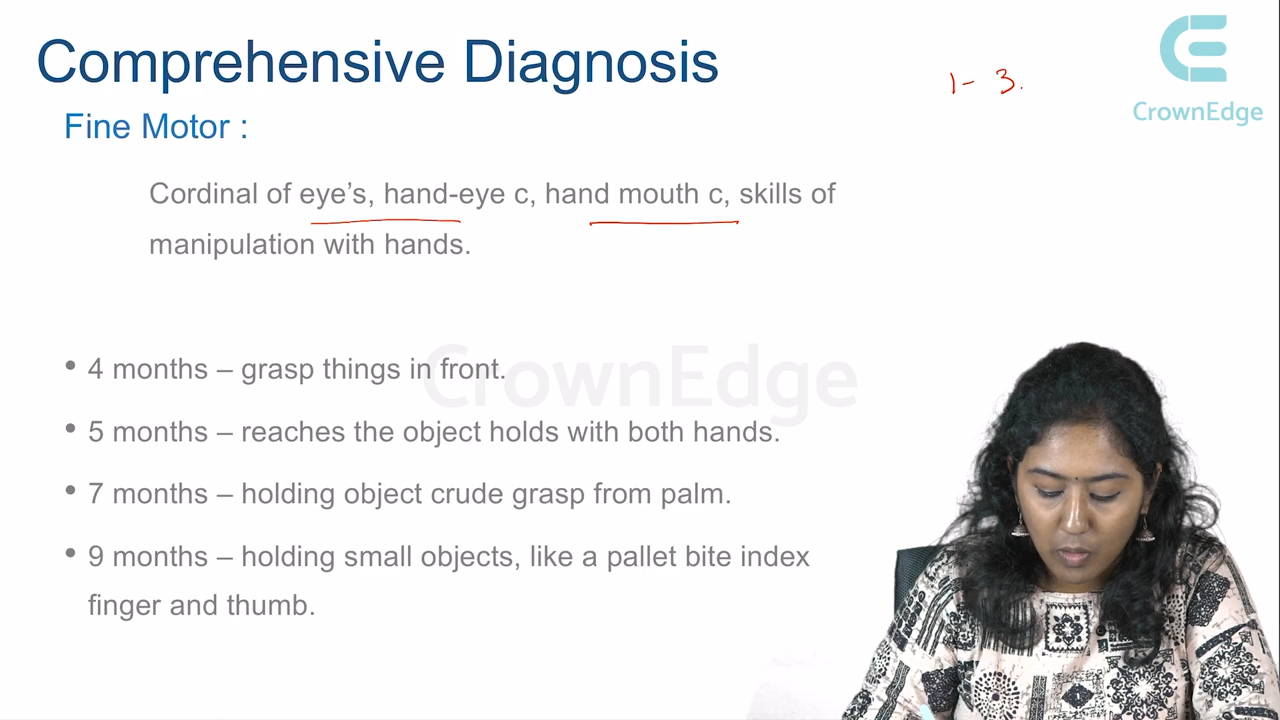 Comprehensive Diagnosis
1- 3.
CrownEdge
Fine Motor :
Cordinal of eye's, hand-eye c, hand mouth c, skills of
manipulation with hands.
CrownEdge
• 4 months – grasp things in front.
• 5 months – reaches the object holds with both hands.
• 7 months – holding object crude grasp from palm.
• 9 months – holding small objects, like a pallet bite index
finger and thumb.